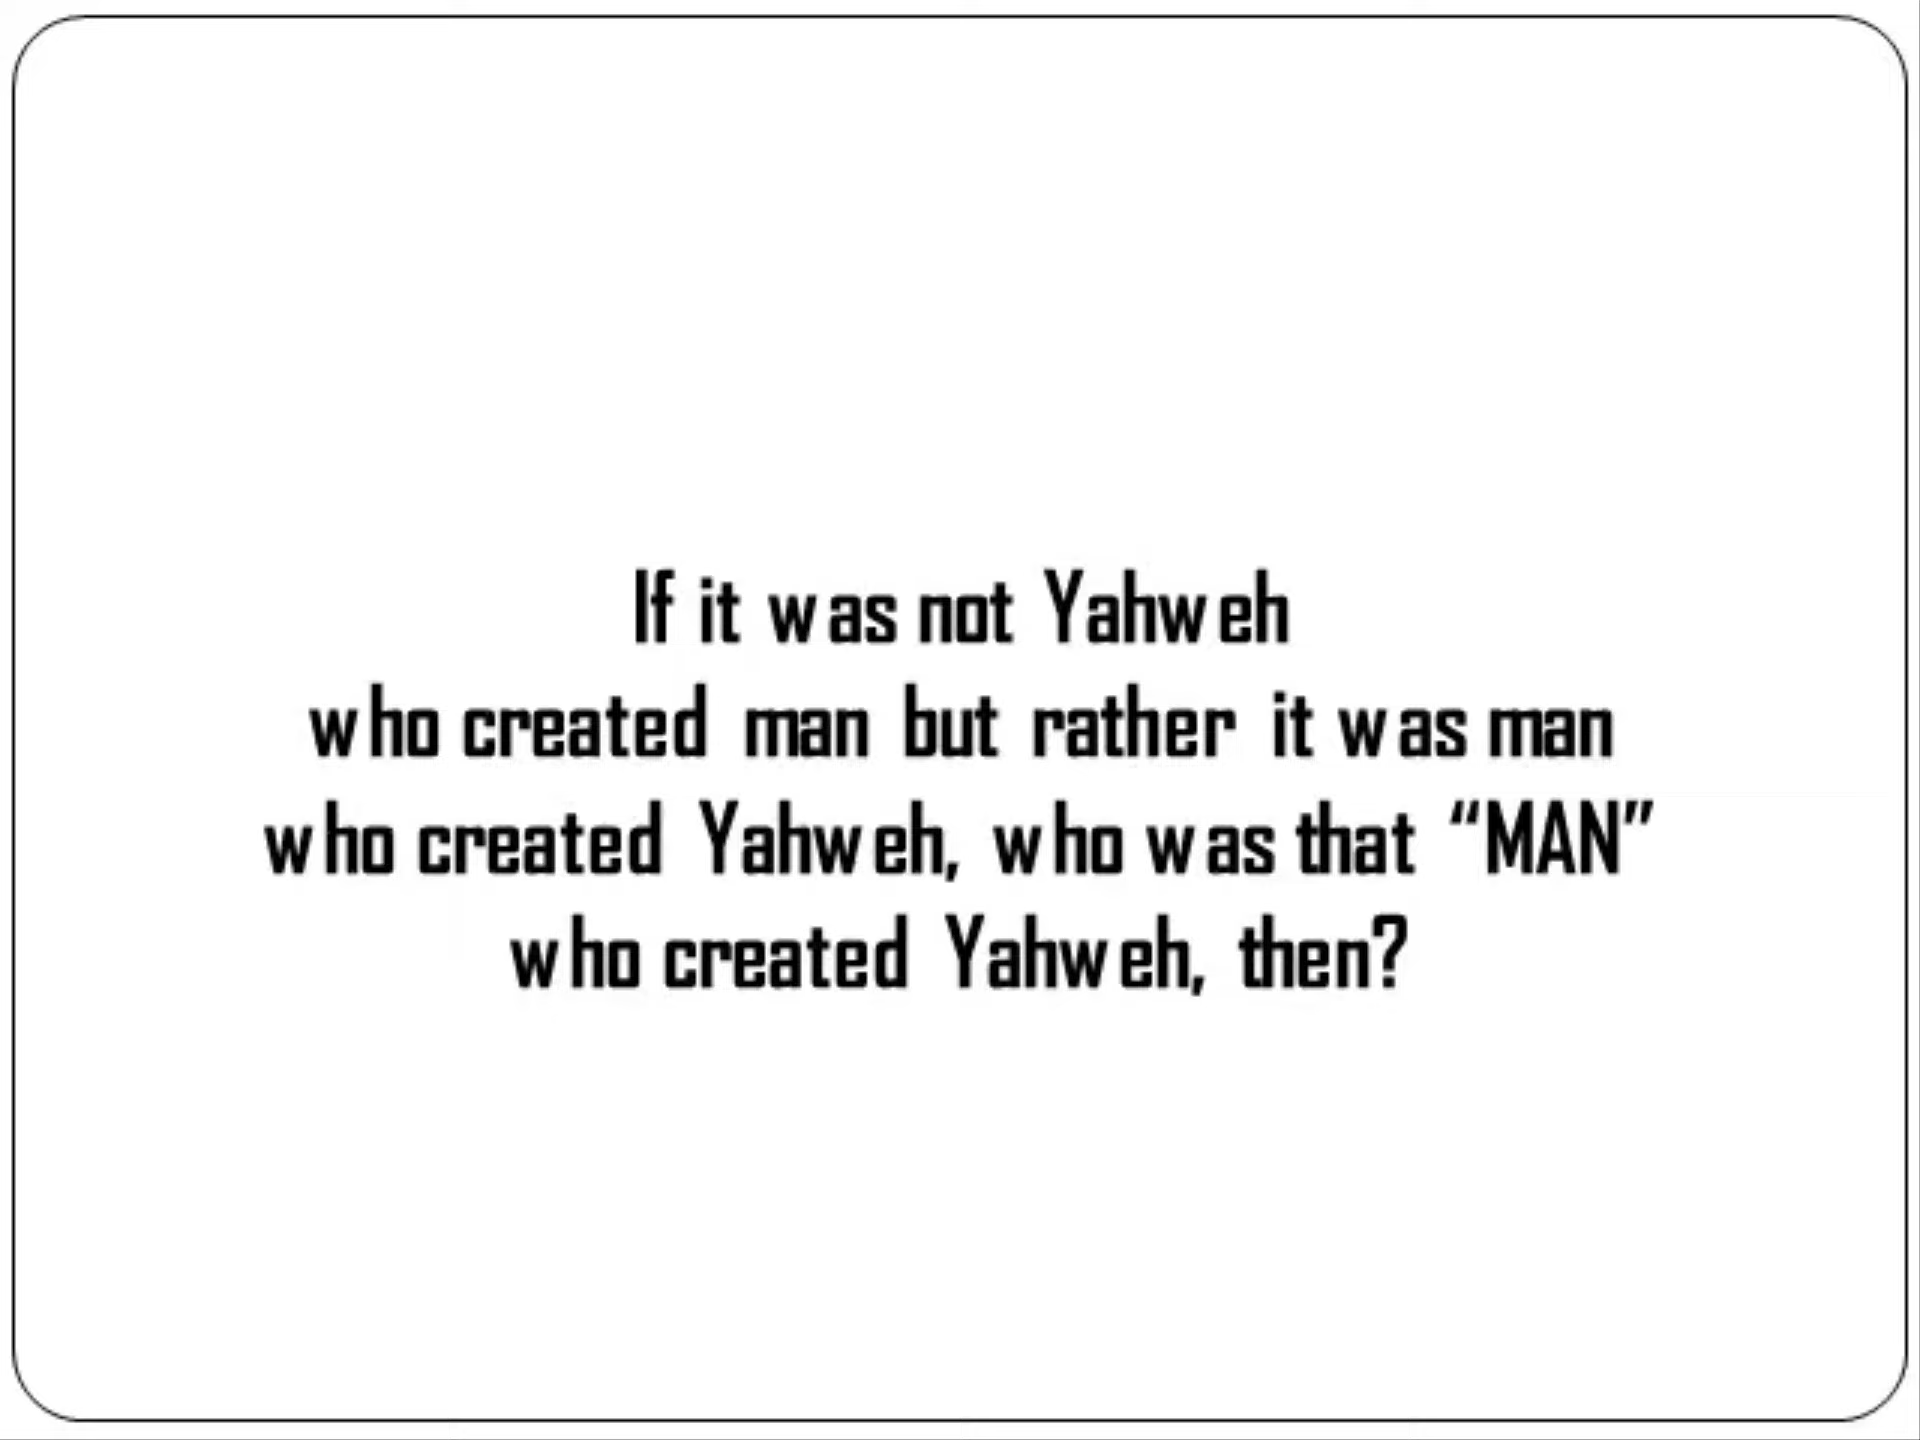 If it was not Yahweh
who created man but rather it was man
who created Yahweh, who was that “MAN”
who created Yahweh, then?